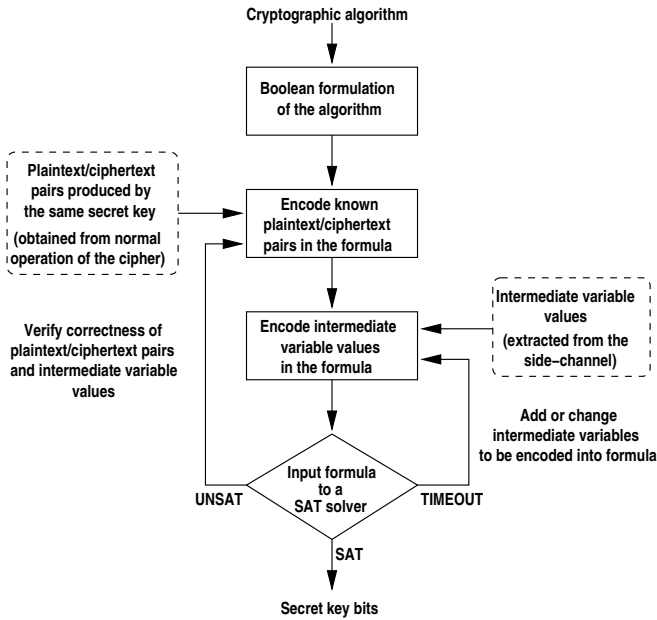 Cryptographic algorithm
Boolean formulation
of the algorithm
Plaintext/ciphertext
pairs produced by
the same secret key
(obtained from normal
operation of the cipher)
Encode known
plaintext/ciphertext
pairs in the formula
Intermediate variable
values
(extracted from the
side-channel)
Encode intermediate
variable values
in the formula
Verify correctness of
plaintext/ciphertext pairs
and intermediate variable
values
Add or change
intermediate variables
to be encoded into formula
Input formula
to a
SAT solver
UNSAT
TIMEOUT
SAT
Secret key bits